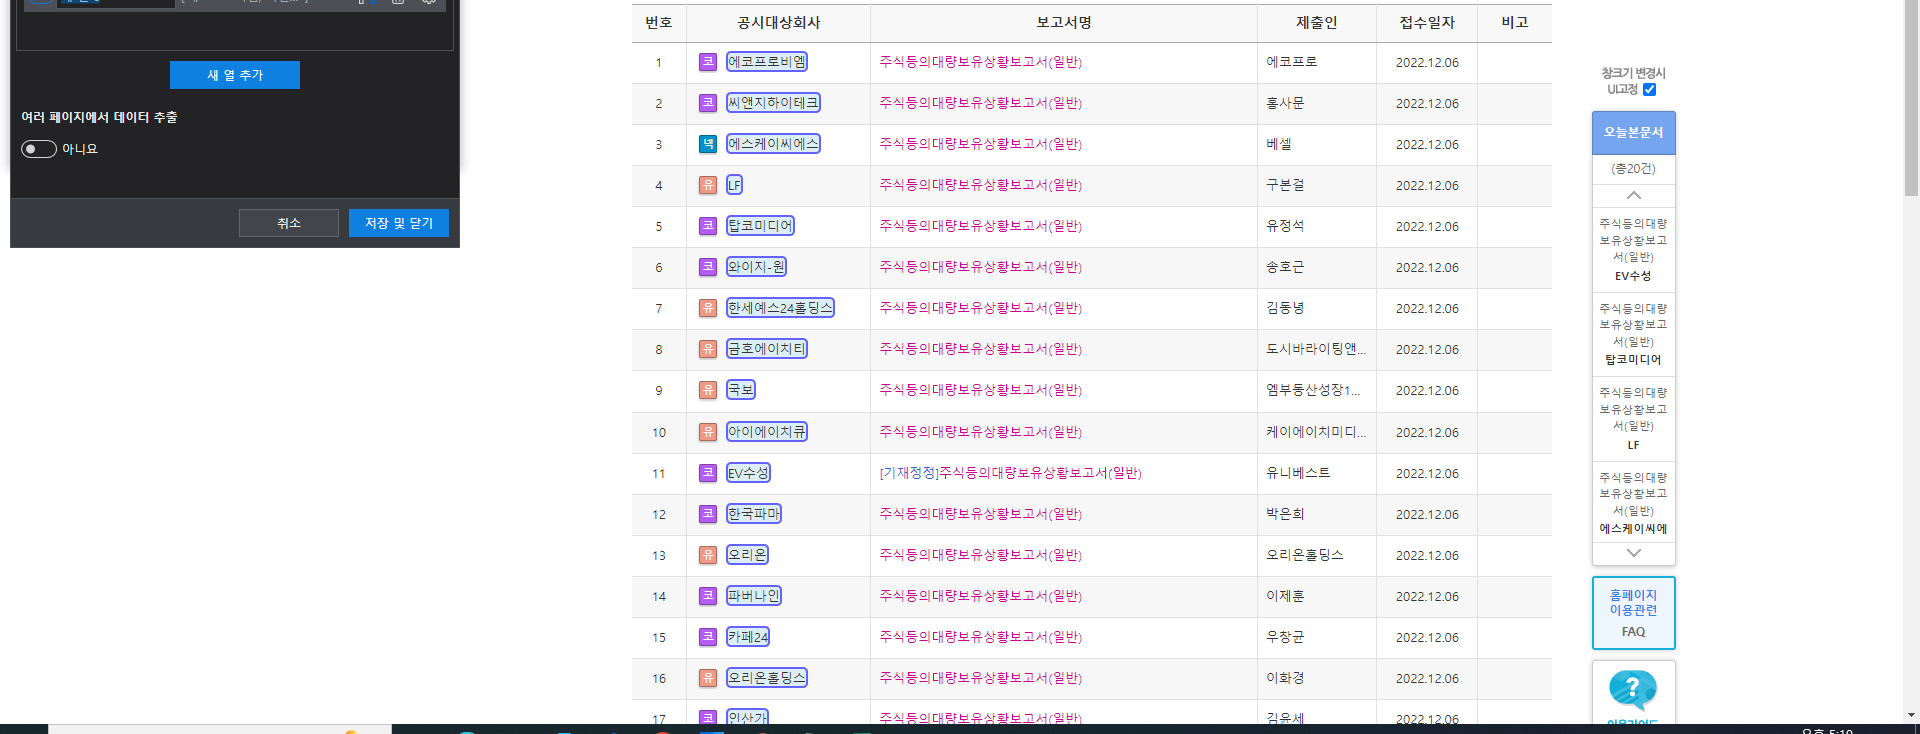 새 열 추가
여러 페이지에서 데이터 추출
아니요
취소
저장 및 닫기
번호 공시대상회사 보고서명 제출인 접수일자 비고
1 코 에코프로비엠 주식등의대량보유상황보고서(일반) 에코프로 2022.12.06
2 코 씨앤지하이테크 주식등의대량보유상황보고서(일반) 홍사문 2022.12.06
3 넥 에스케이씨에스 주식등의대량보유상황보고서(일반) 베셀 2022.12.06
4 유 LF 주식등의대량보유상황보고서(일반) 구본걸 2022.12.06
5 코 탑코미디어 주식등의대량보유상황보고서(일반) 유정석 2022.12.06
6 코 와이지-원 주식등의대량보유상황보고서(일반) 송호근 2022.12.06
7 유 한세예스24홀딩스 주식등의대량보유상황보고서(일반) 김동녕 2022.12.06
8 유 금호에이치티 주식등의대량보유상황보고서(일반) 도시바라이팅앤... 2022.12.06
9 유 국보 주식등의대량보유상황보고서(일반) 엠부동산성장1... 2022.12.06
10 유 아이에이치큐 주식등의대량보유상황보고서(일반) 케이에이치미디... 2022.12.06
11 코 EV수성 [기재정정]주식등의대량보유상황보고서(일반) 유니베스트 2022.12.06
12 코 한국파마 주식등의대량보유상황보고서(일반) 박은희 2022.12.06
13 유 오리온 주식등의대량보유상황보고서(일반) 오리온홀딩스 2022.12.06
14 코 파버나인 주식등의대량보유상황보고서(일반) 이제훈 2022.12.06
15 코 카페24 주식등의대량보유상황보고서(일반) 우창균 2022.12.06
16 유 오리온홀딩스 주식등의대량보유상황보고서(일반) 이화경 2022.12.06
17 코 인산가 주식등의대량보유상황보고서(일반) 김윤세 2022.12.06
창크기 변경시
UI고정
오늘본문서
(총20건)
주식등의대량
보유상황보고
서(일반)
EV수성
주식등의대량
보유상황보고
서(일반)
탑코미디어
주식등의대량
보유상황보고
서(일반)
LF
주식등의대량
보유상황보고
서(일반)
에스케이씨에
홈페이지
이용관련
FAQ
?
이용가이드
오후 5:19